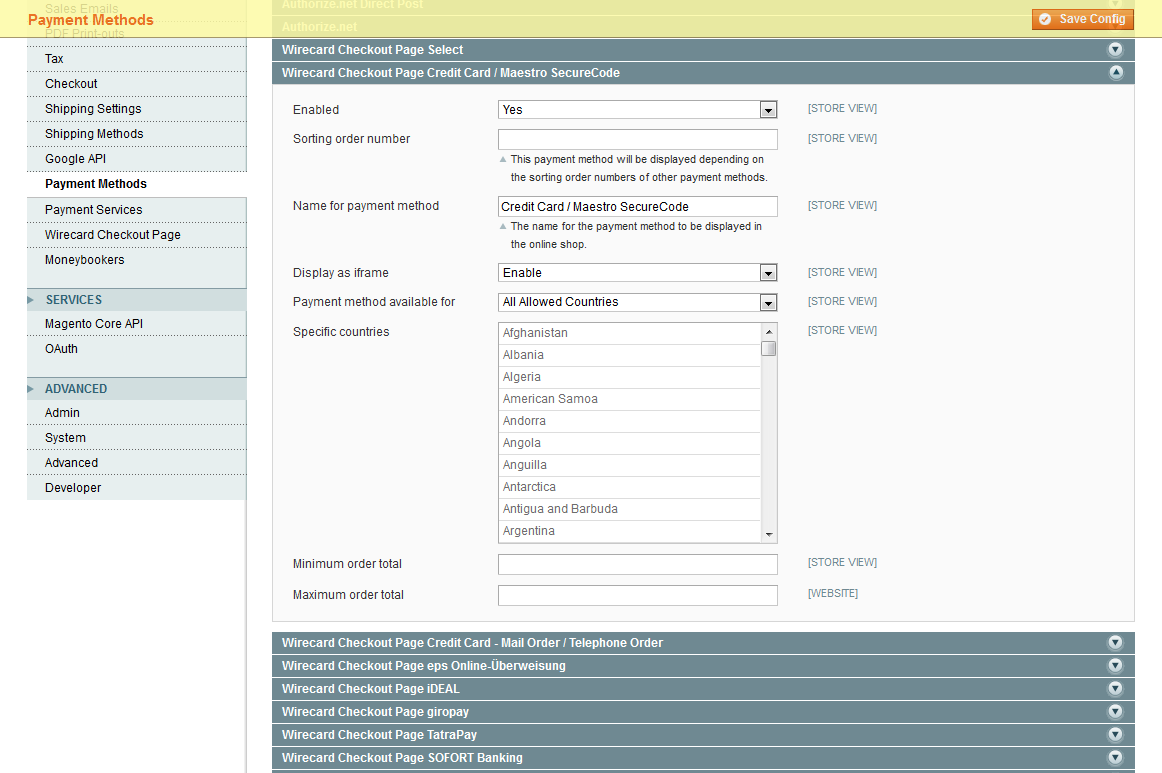 Sales Emails
Payment Methods
PDF Print-outs
Tax
Checkout
Shipping Settings
Shipping Methods
Google API
Payment Methods
Payment Services
Wirecard Checkout Page
Moneybookers
SERVICES
Magento Core API
OAuth
ADVANCED
Admin
System
Advanced
Developer
Save Config
Authorize.net Direct Post
Authorize.net
Wirecard Checkout Page Select
Wirecard Checkout Page Credit Card / Maestro SecureCode
Enabled Yes [STORE VIEW]
Sorting order number [STORE VIEW]
This payment method will be displayed depending on
the sorting order numbers of other payment methods.
Name for payment method Credit Card / Maestro SecureCode [STORE VIEW]
The name for the payment method to be displayed in
the online shop.
Display as iframe Enable [STORE VIEW]
Payment method available for All Allowed Countries [STORE VIEW]
Specific countries Afghanistan [STORE VIEW]
Albania
Algeria
American Samoa
Andorra
Angola
Anguilla
Antarctica
Antigua and Barbuda
Argentina
Minimum order total [STORE VIEW]
Maximum order total [WEBSITE]
Wirecard Checkout Page Credit Card - Mail Order / Telephone Order
Wirecard Checkout Page eps Online-Überweisung
Wirecard Checkout Page iDEAL
Wirecard Checkout Page giropay
Wirecard Checkout Page TatraPay
Wirecard Checkout Page SOFORT Banking